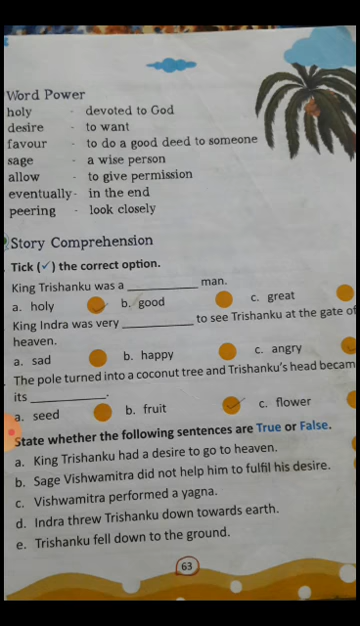 Word Power
holy - devoted to God
desire - to want
favour - to do a good deed to someone
sage - a wise person
allow - to give permission
eventually - in the end
peering - look closely
Story Comprehension
Tick (✓) the correct option.
King Trishanku was a ________ man.
a. holy b. good c. great
King Indra was very ________ to see Trishanku at the gate of
heaven.
a. sad b. happy c. angry
The pole turned into a coconut tree and Trishanku's head becam
its ________.
a. seed b. fruit c. flower
State whether the following sentences are True or False.
a. King Trishanku had a desire to go to heaven.
b. Sage Vishwamitra did not help him to fulfil his desire.
c. Vishwamitra performed a yagna.
d. Indra threw Trishanku down towards earth.
e. Trishanku fell down to the ground.
63